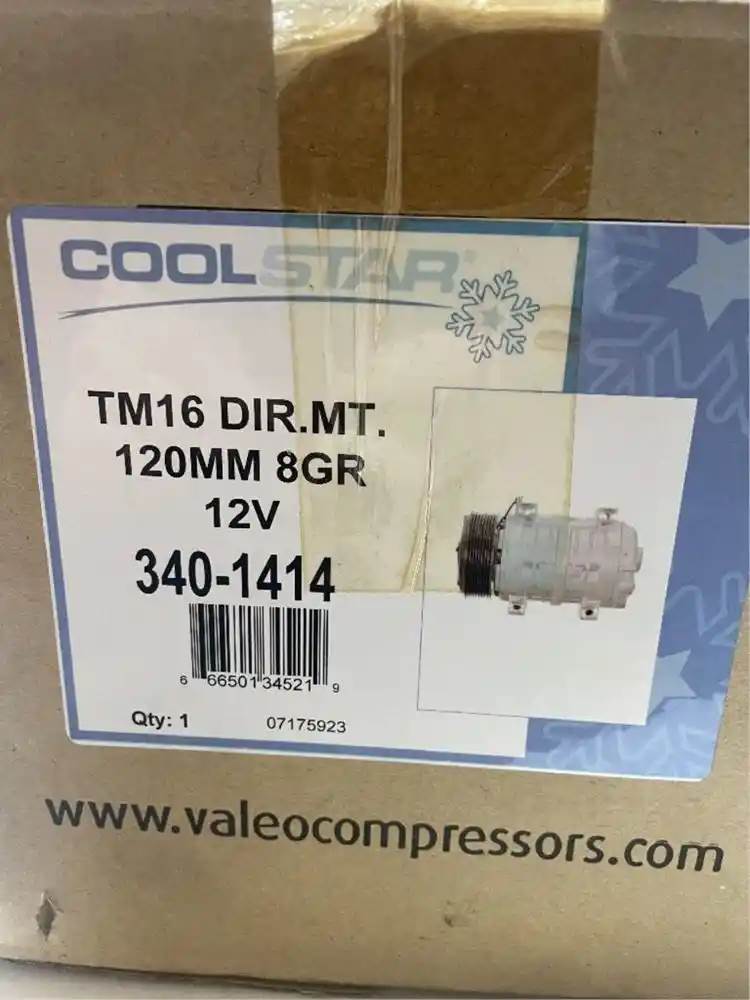 COOLSTAR®
TM16 DIR.MT.
120MM 8GR
12V
340-1414
6 66501 34521 9
Qty: 1 07175923
www.valeocompressors.com